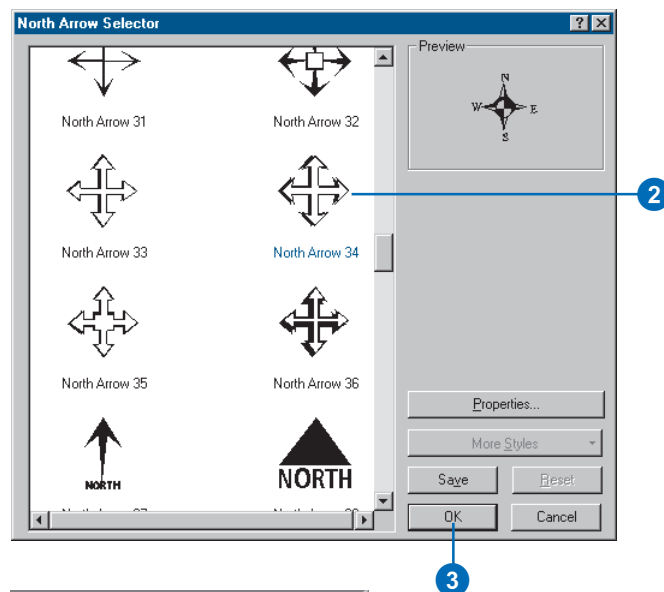 North Arrow Selector
North Arrow 31
North Arrow 32
North Arrow 33
North Arrow 34
North Arrow 35
North Arrow 36
NORTH
NORTH
Preview
N
W
E
S
Properties...
More Styles
Save
Reset
OK
Cancel
2
3